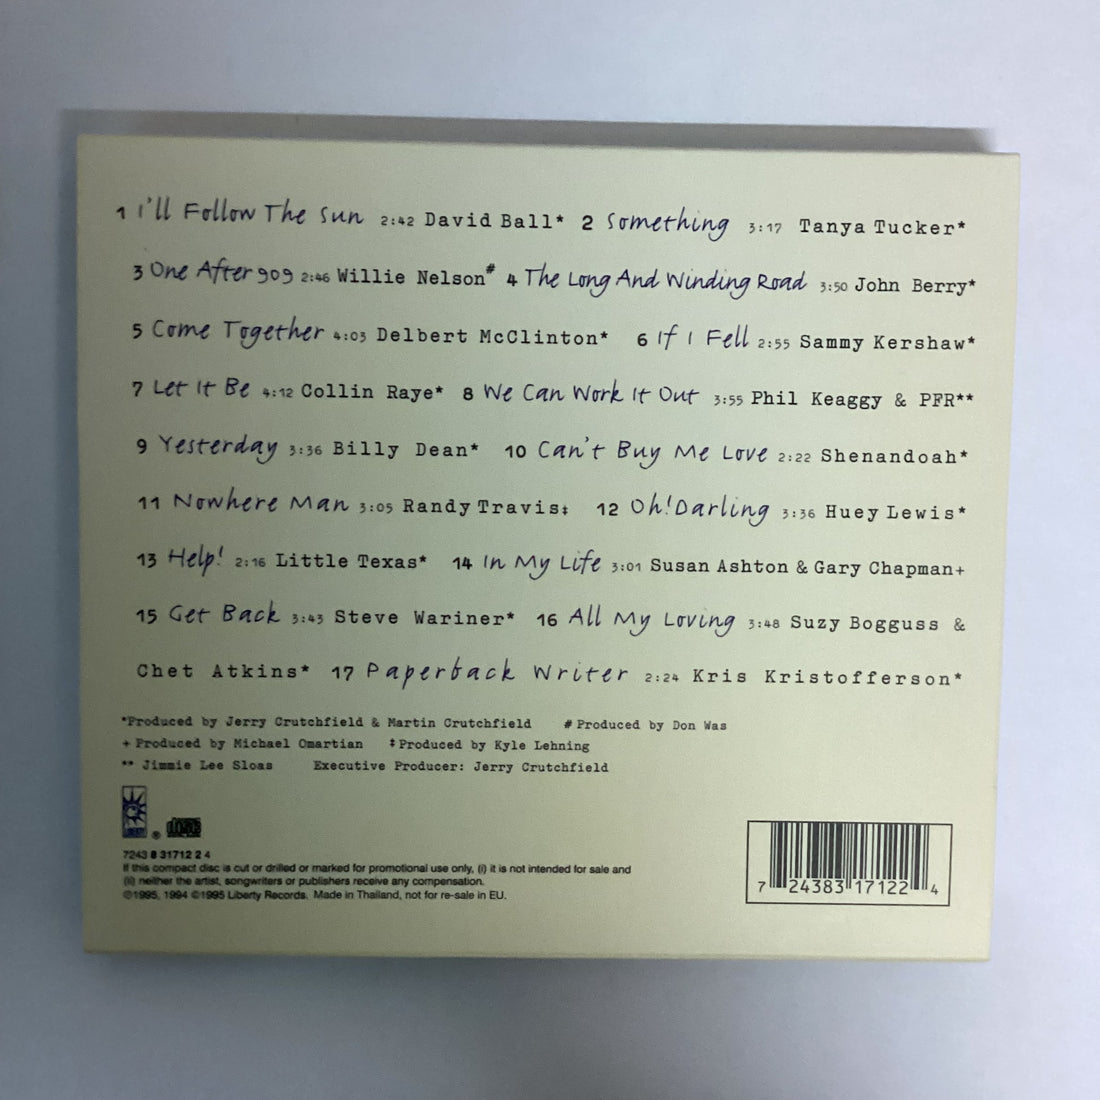 1 I'll Follow The Sun 2:42 David Ball* 2 Something 3:17 Tanya Tucker*
3 One After 909 2:46 Willie Nelson# 4 The Long And Winding Road 3:50 John Berry*
5 Come Together 4:03 Delbert McClinton* 6 If I Fell 2:55 Sammy Kershaw*
7 Let It Be 4:12 Collin Raye* 8 We Can Work It Out 3:55 Phil Keaggy & PFR**
9 Yesterday 3:36 Billy Dean* 10 Can't Buy Me Love 2:22 Shenandoah*
11 Nowhere Man 3:05 Randy Travis‡ 12 Oh! Darling 3:36 Huey Lewis*
13 Help! 2:16 Little Texas* 14 In My Life 3:01 Susan Ashton & Gary Chapman+
15 Get Back 3:43 Steve Wariner* 16 All My Loving 3:48 Suzy Bogguss &
Chet Atkins* 17 Paperback Writer 2:24 Kris Kristofferson*
*Produced by Jerry Crutchfield & Martin Crutchfield # Produced by Don Was
+ Produced by Michael Omartian ‡Produced by Kyle Lehning
** Jimmie Lee Sloas Executive Producer: Jerry Crutchfield
® disc
7243 8 31712 2 4
If this compact disc is cut or drilled or marked for promotional use only, (i) it is not intended for sale and
(ii) neither the artist, songwriters or publishers receive any compensation.
℗1995, 1994 ©1995 Liberty Records. Made in Thailand, not for re-sale in EU.
7 24383 17122 4